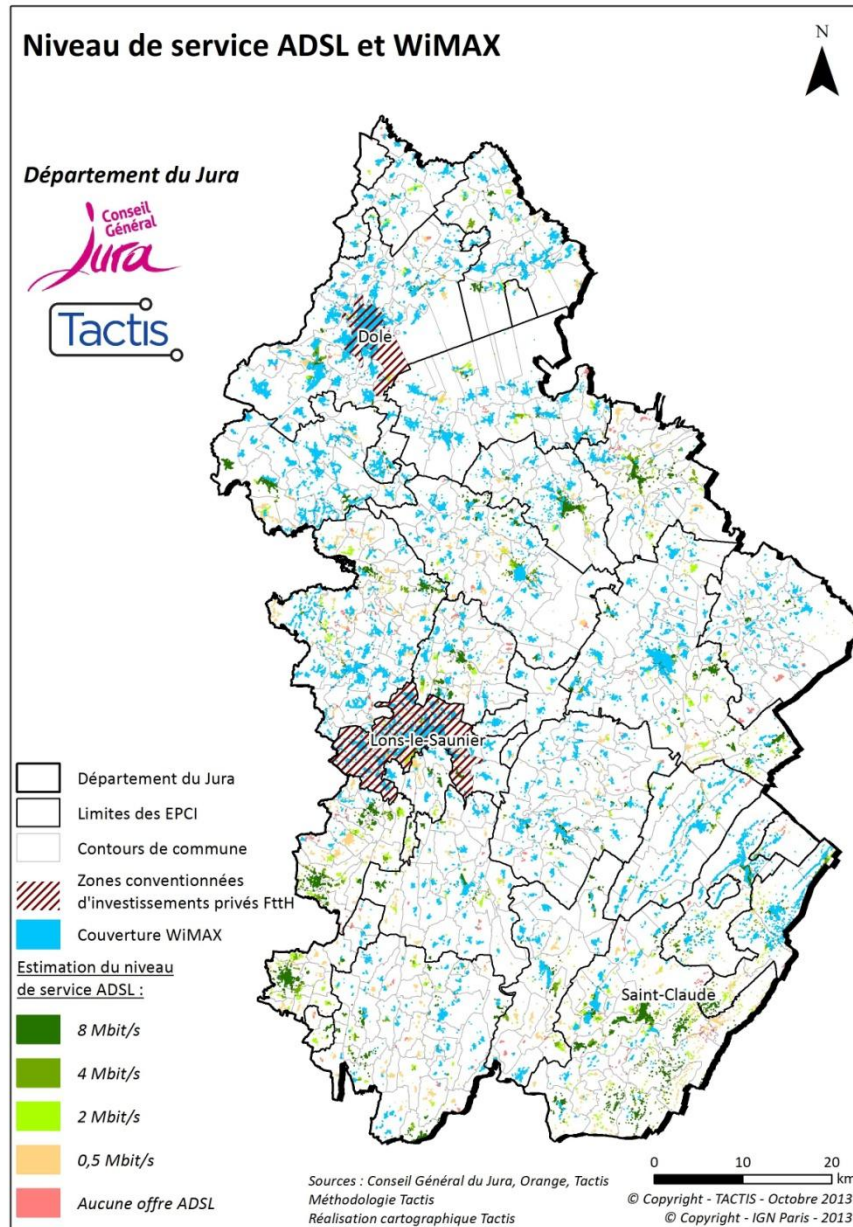 Niveau de service ADSL et WiMAX
N
Département du Jura
Conseil
Général
Jura
Tactis
Dole
Lons-le-Saunier
Saint-Claude
Département du Jura
Limites des EPCI
Contours de commune
Zones conventionnées
d'investissements privés FttH
Couverture WiMAX
Estimation du niveau
de service ADSL :
8 Mbit/s
4 Mbit/s
2 Mbit/s
0,5 Mbit/s
Aucune offre ADSL
0 10 20
km
Sources : Conseil Général du Jura, Orange, Tactis
Méthodologie Tactis
Réalisation cartographique Tactis
© Copyright - TACTIS - Octobre 2013
© Copyright - IGN Paris - 2013